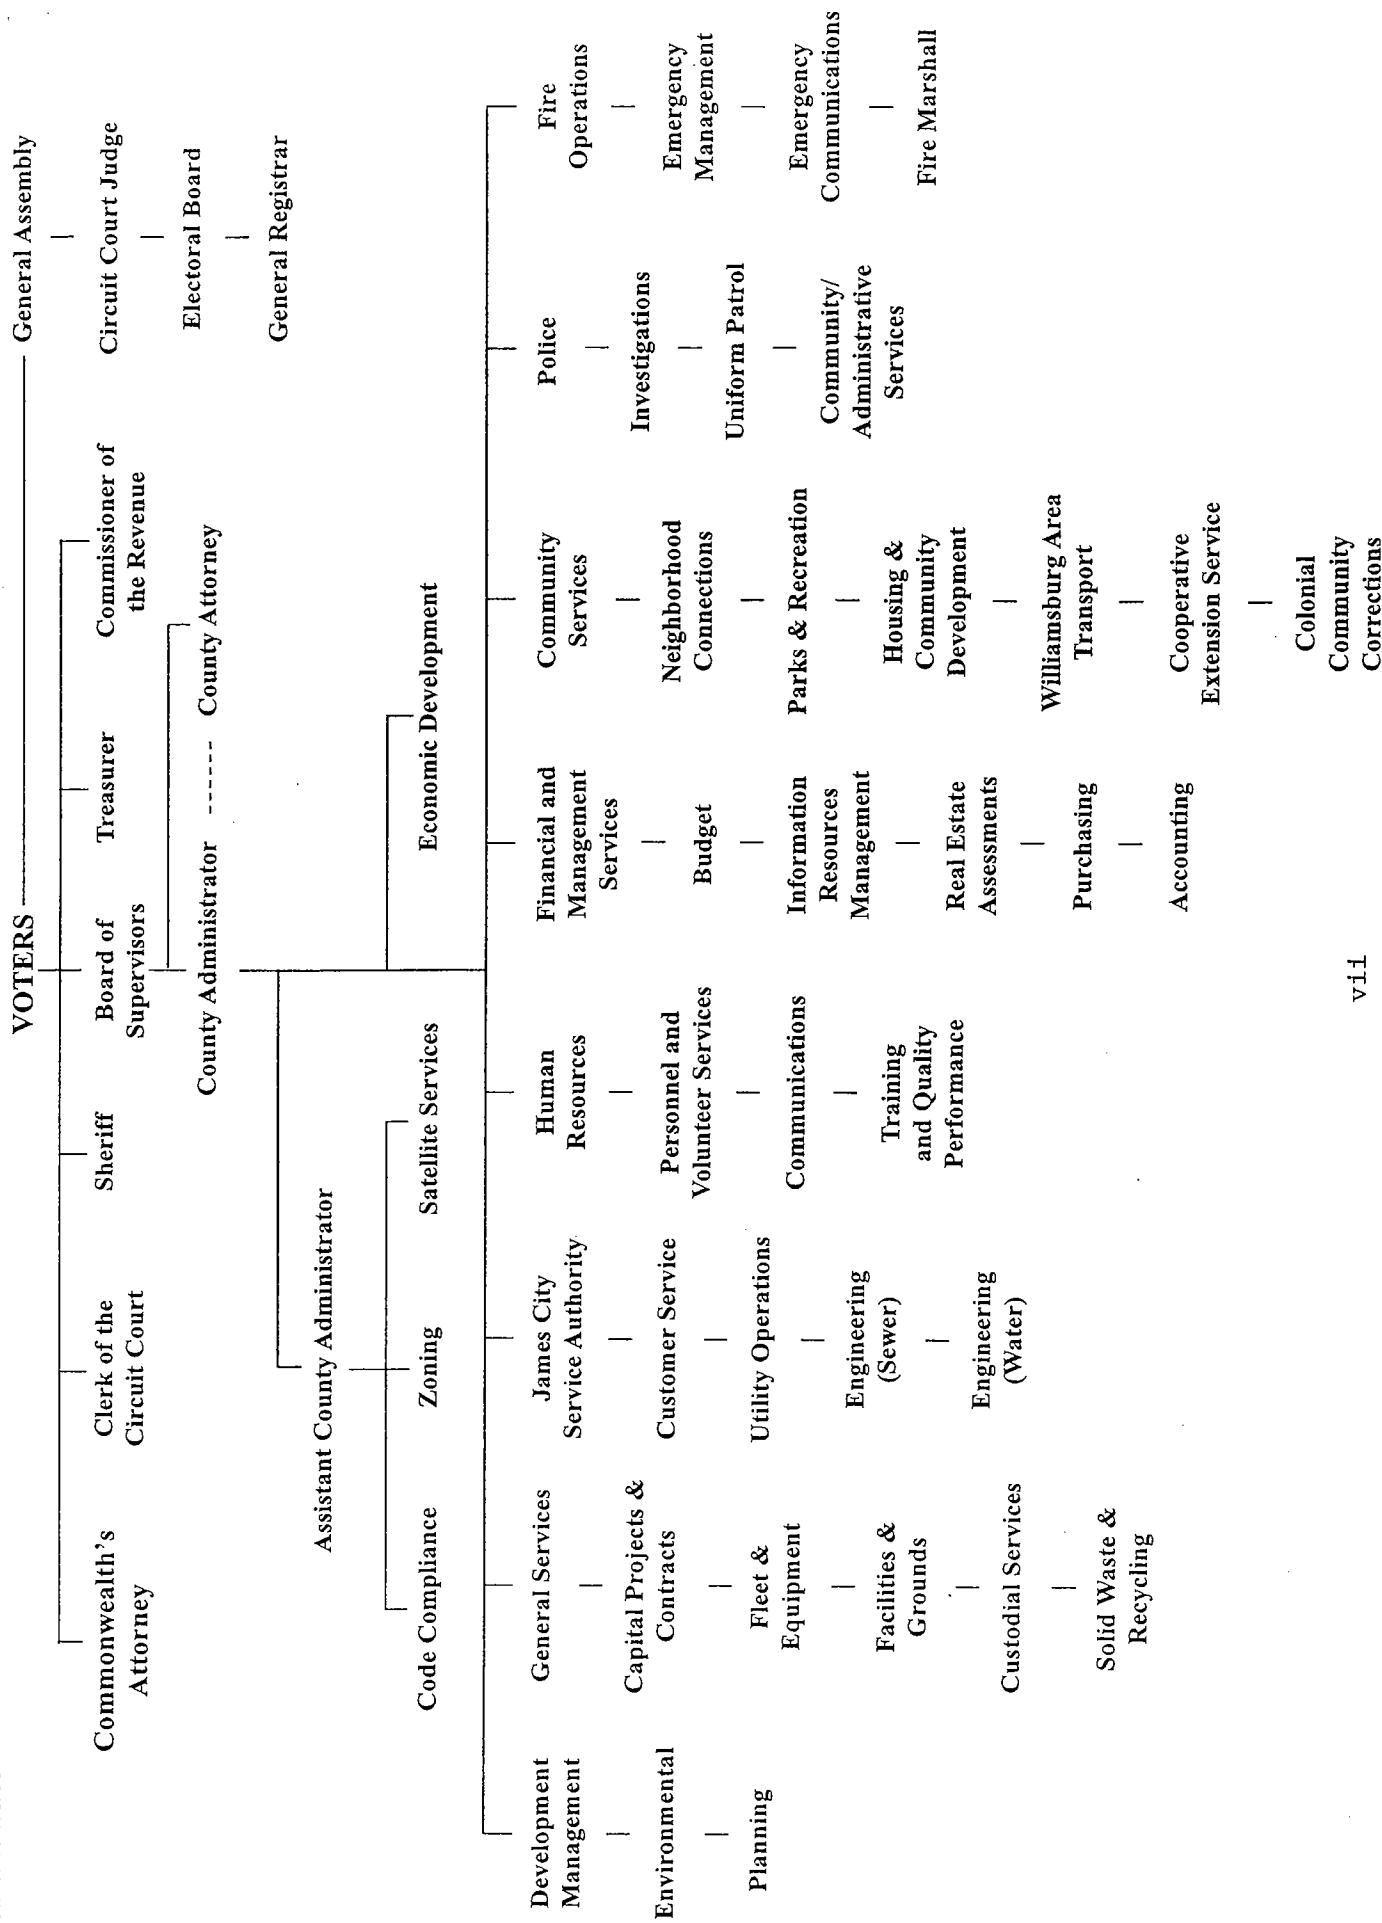 VOTERS
General Assembly
Circuit Court Judge
Electoral Board
General Registrar
Commonwealth's
Attorney
Clerk of the
Circuit Court
Sheriff
Board of
Supervisors
Treasurer
Commissioner of
the Revenue
County Administrator ------ County Attorney
Assistant County Administrator
Code Compliance
Zoning
Satellite Services
Economic Development
Development
Management
Environmental
Planning
General Services
Capital Projects &
Contracts
Fleet &
Equipment
Facilities &
Grounds
Custodial Services
Solid Waste &
Recycling
James City
Service Authority
Customer Service
Utility Operations
Engineering
(Sewer)
Engineering
(Water)
Human
Resources
Personnel and
Volunteer Services
Communications
Training
and Quality
Performance
Financial and
Management
Services
Budget
Information
Resources
Management
Real Estate
Assessments
Purchasing
Accounting
Community
Services
Neighborhood
Connections
Parks & Recreation
Housing &
Community
Development
Williamsburg Area
Transport
Cooperative
Extension Service
Colonial
Community
Corrections
Police
Investigations
Uniform Patrol
Community/
Administrative
Services
Fire
Operations
Emergency
Management
Emergency
Communications
Fire Marshall
vii